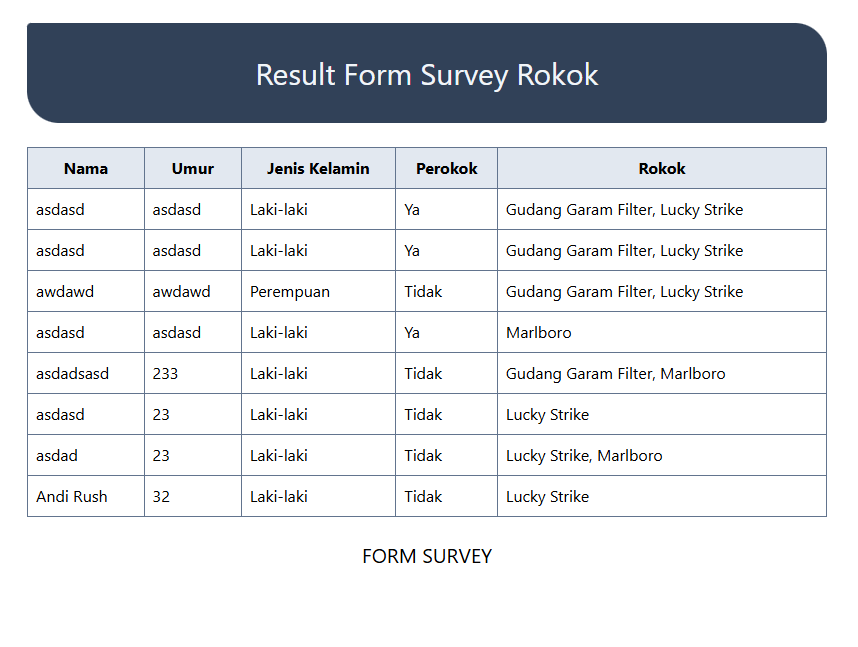 Result Form Survey Rokok
Nama Umur Jenis Kelamin Perokok Rokok
asdasd asdasd Laki-laki Ya Gudang Garam Filter, Lucky Strike
asdasd asdasd Laki-laki Ya Gudang Garam Filter, Lucky Strike
awdawd awdawd Perempuan Tidak Gudang Garam Filter, Lucky Strike
asdasd asdasd Laki-laki Ya Marlboro
asdadsasd 233 Laki-laki Tidak Gudang Garam Filter, Marlboro
asdasd 23 Laki-laki Tidak Lucky Strike
asdad 23 Laki-laki Tidak Lucky Strike, Marlboro
Andi Rush 32 Laki-laki Tidak Lucky Strike
FORM SURVEY